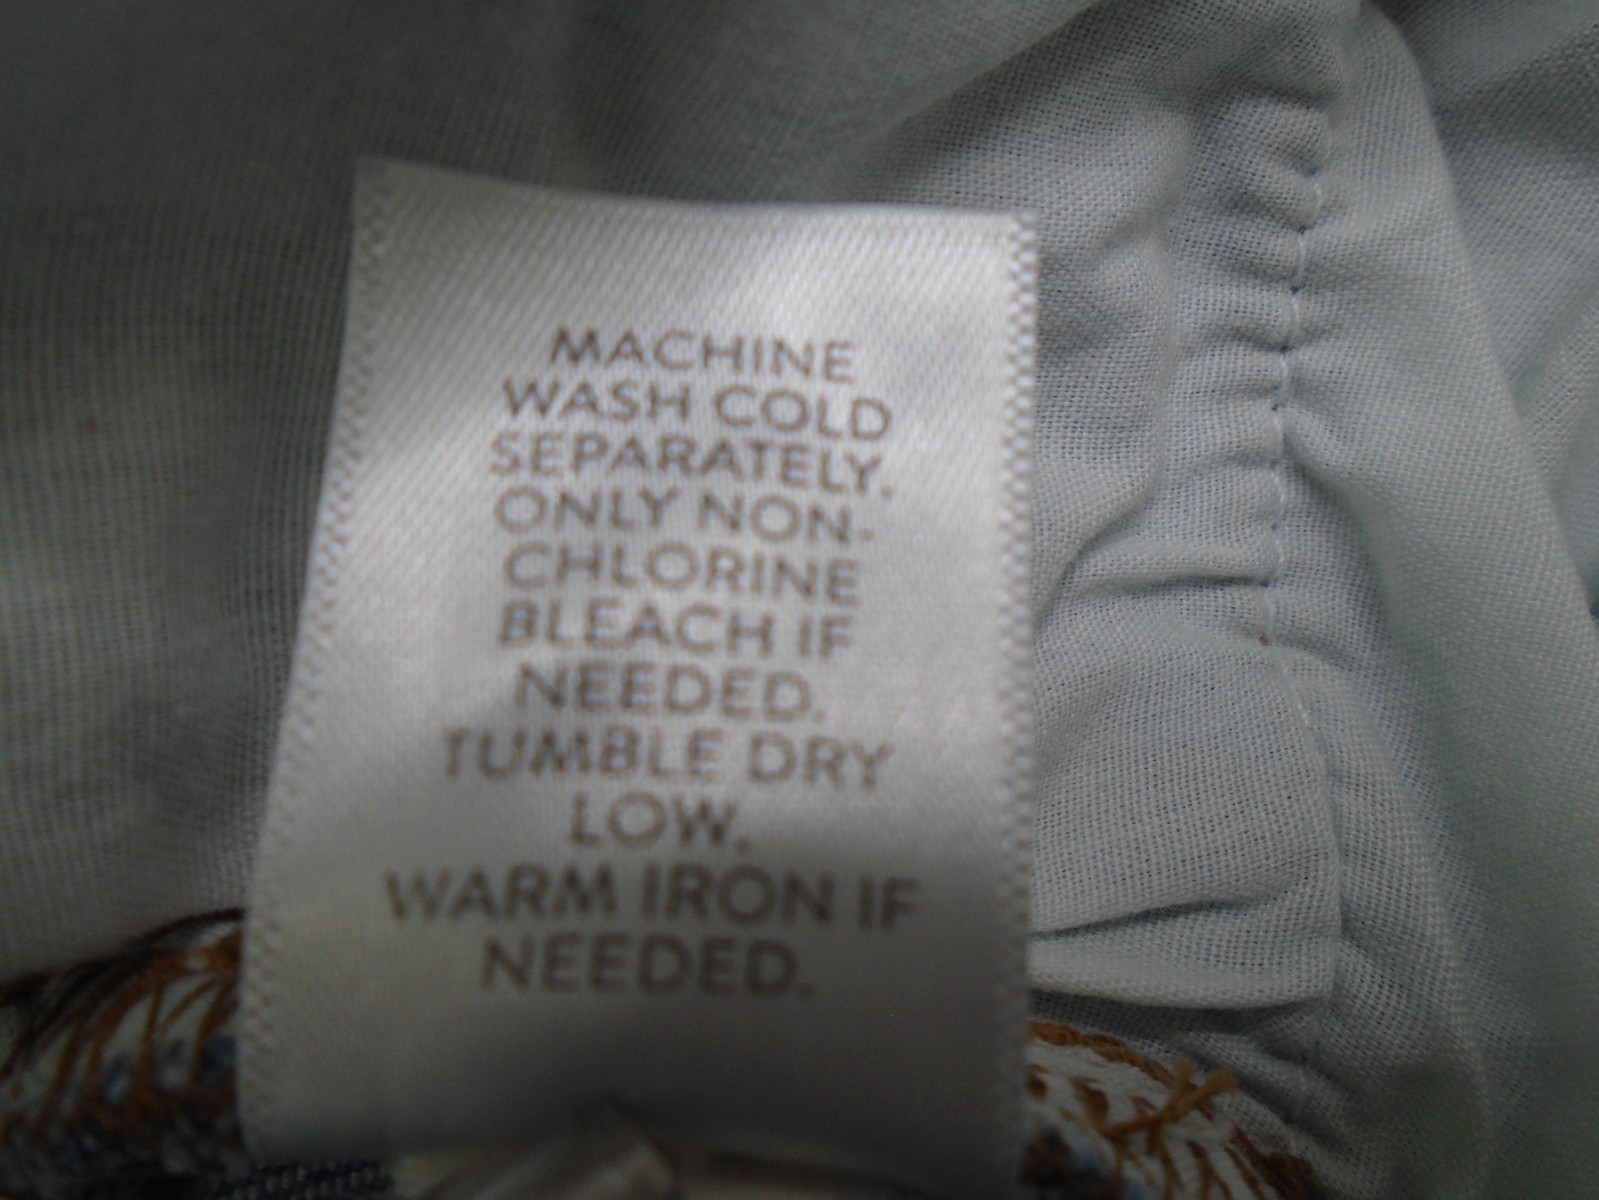 MACHINE
WASH COLD
SEPARATELY.
ONLY NON-
CHLORINE
BLEACH IF
NEEDED.
TUMBLE DRY
LOW.
WARM IRON IF
NEEDED.